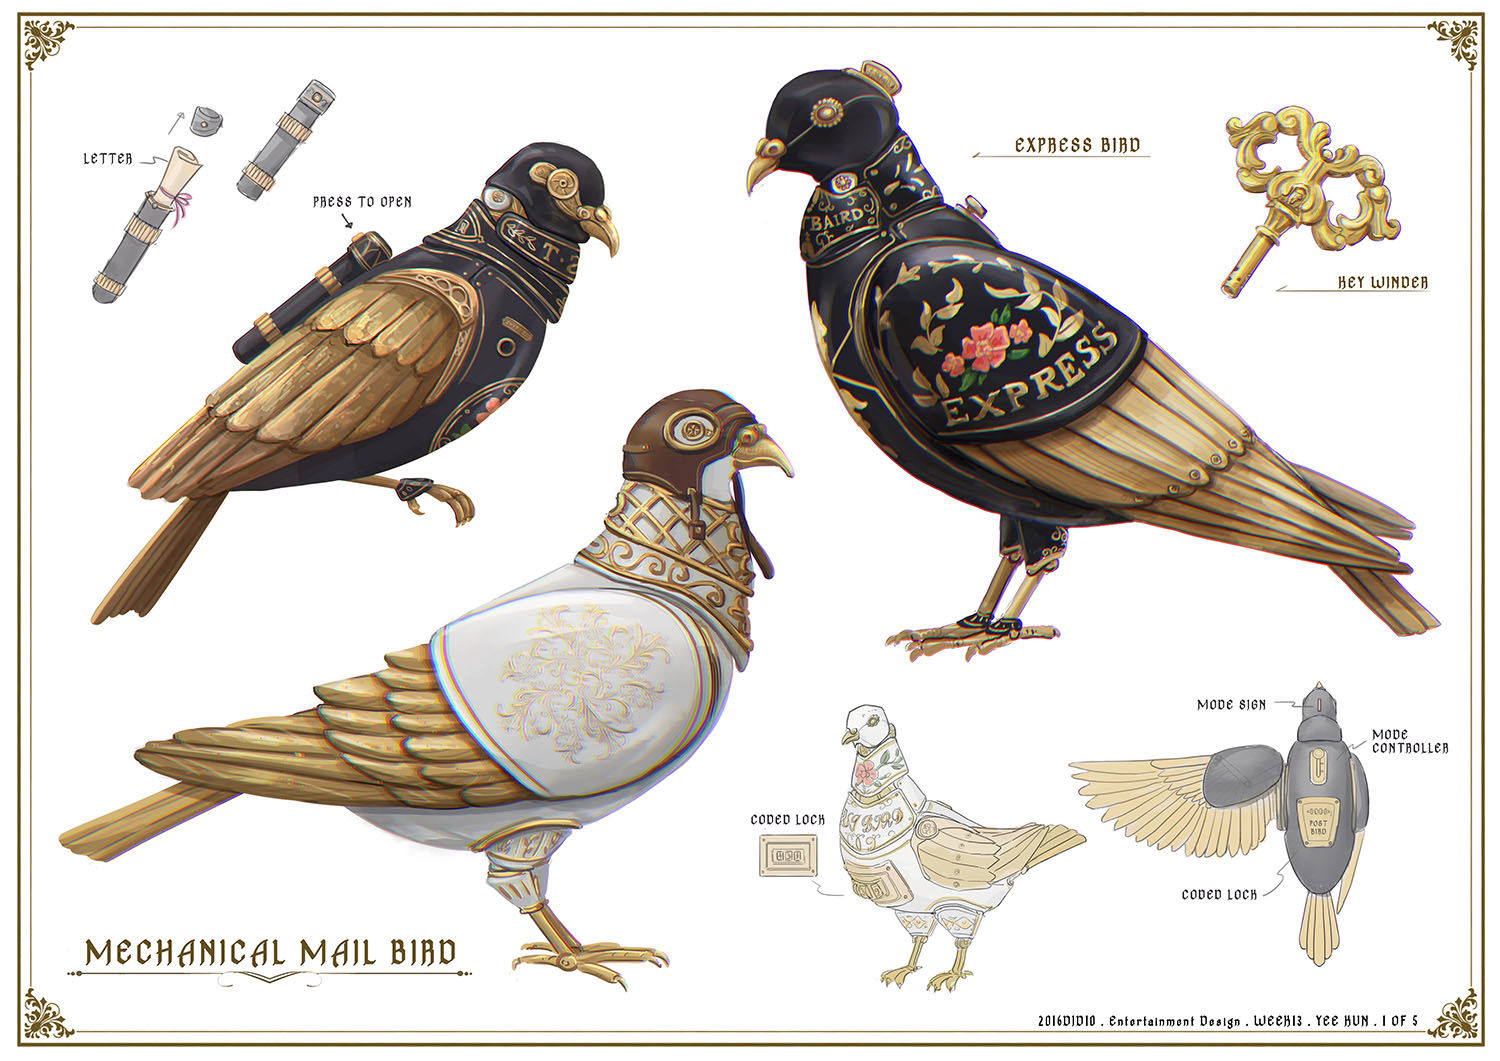 LETTER
PRESS TO OPEN
EXPRESS BIRD
BAIRD
EXPRESS
KEY WINDER
MODE SIGN
MODE
CONTROLLER
CODED LOCK
POST
BIRD
CODED LOCK
MECHANICAL MAIL BIRD
2016DID10 . Entertainment Design . WEEK13 . YEE KUN . 1 OF 5